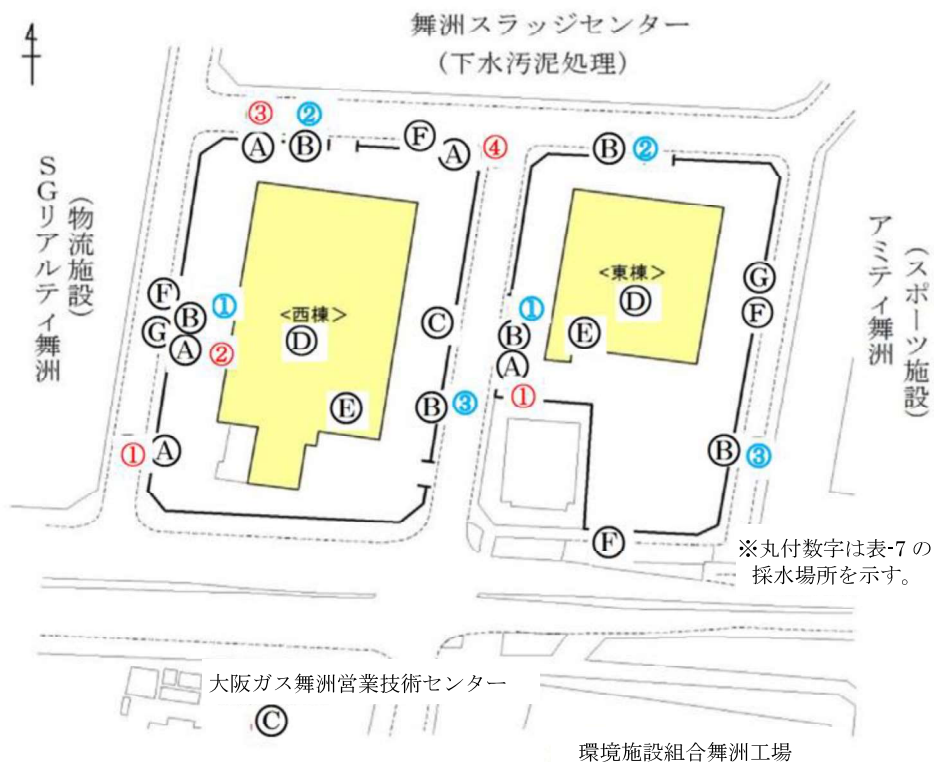 舞洲スラッジセンター
(下水汚泥処理)
4
③ ②
Ⓐ Ⓑ Ⓕ Ⓐ ④ Ⓑ ②
SGリアルティ舞洲
(物流施設)
アミティ舞洲
(スポーツ施設)
Ⓕ
Ⓑ ①
Ⓖ
Ⓐ ②
① Ⓐ
<西棟>
Ⓓ
Ⓔ
Ⓒ
Ⓑ ③
<東棟>
Ⓓ
①
Ⓑ Ⓔ
Ⓐ
①
Ⓖ
Ⓕ
Ⓑ ③
Ⓕ
※丸付数字は表-7の
採水場所を示す。
大阪ガス舞洲営業技術センター
Ⓒ
環境施設組合舞洲工場